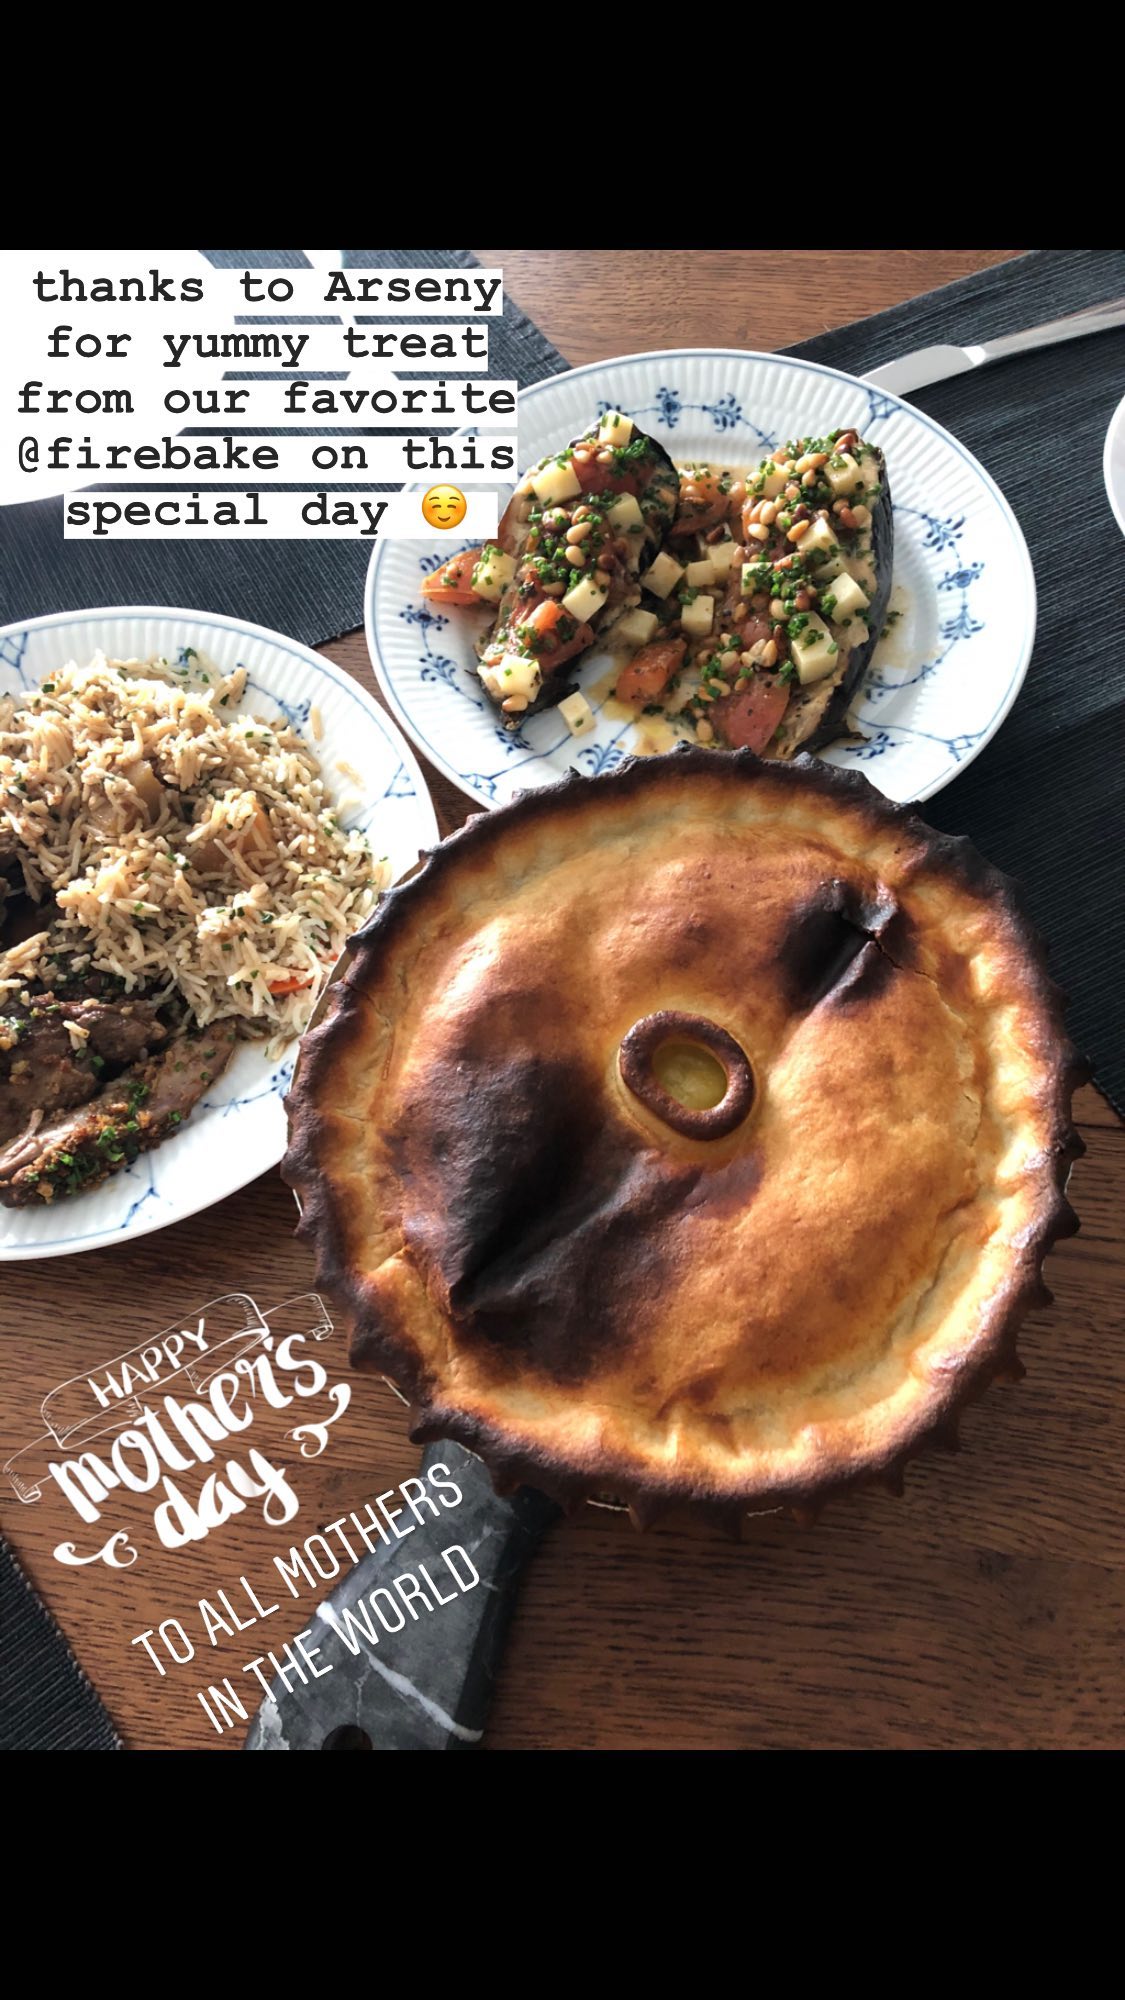 thanks to Arseny
for yummy treat
from our favorite
@firebake on this
special day ☺️
HAPPY
mother's
day
TO ALL MOTHERS
IN THE WORLD